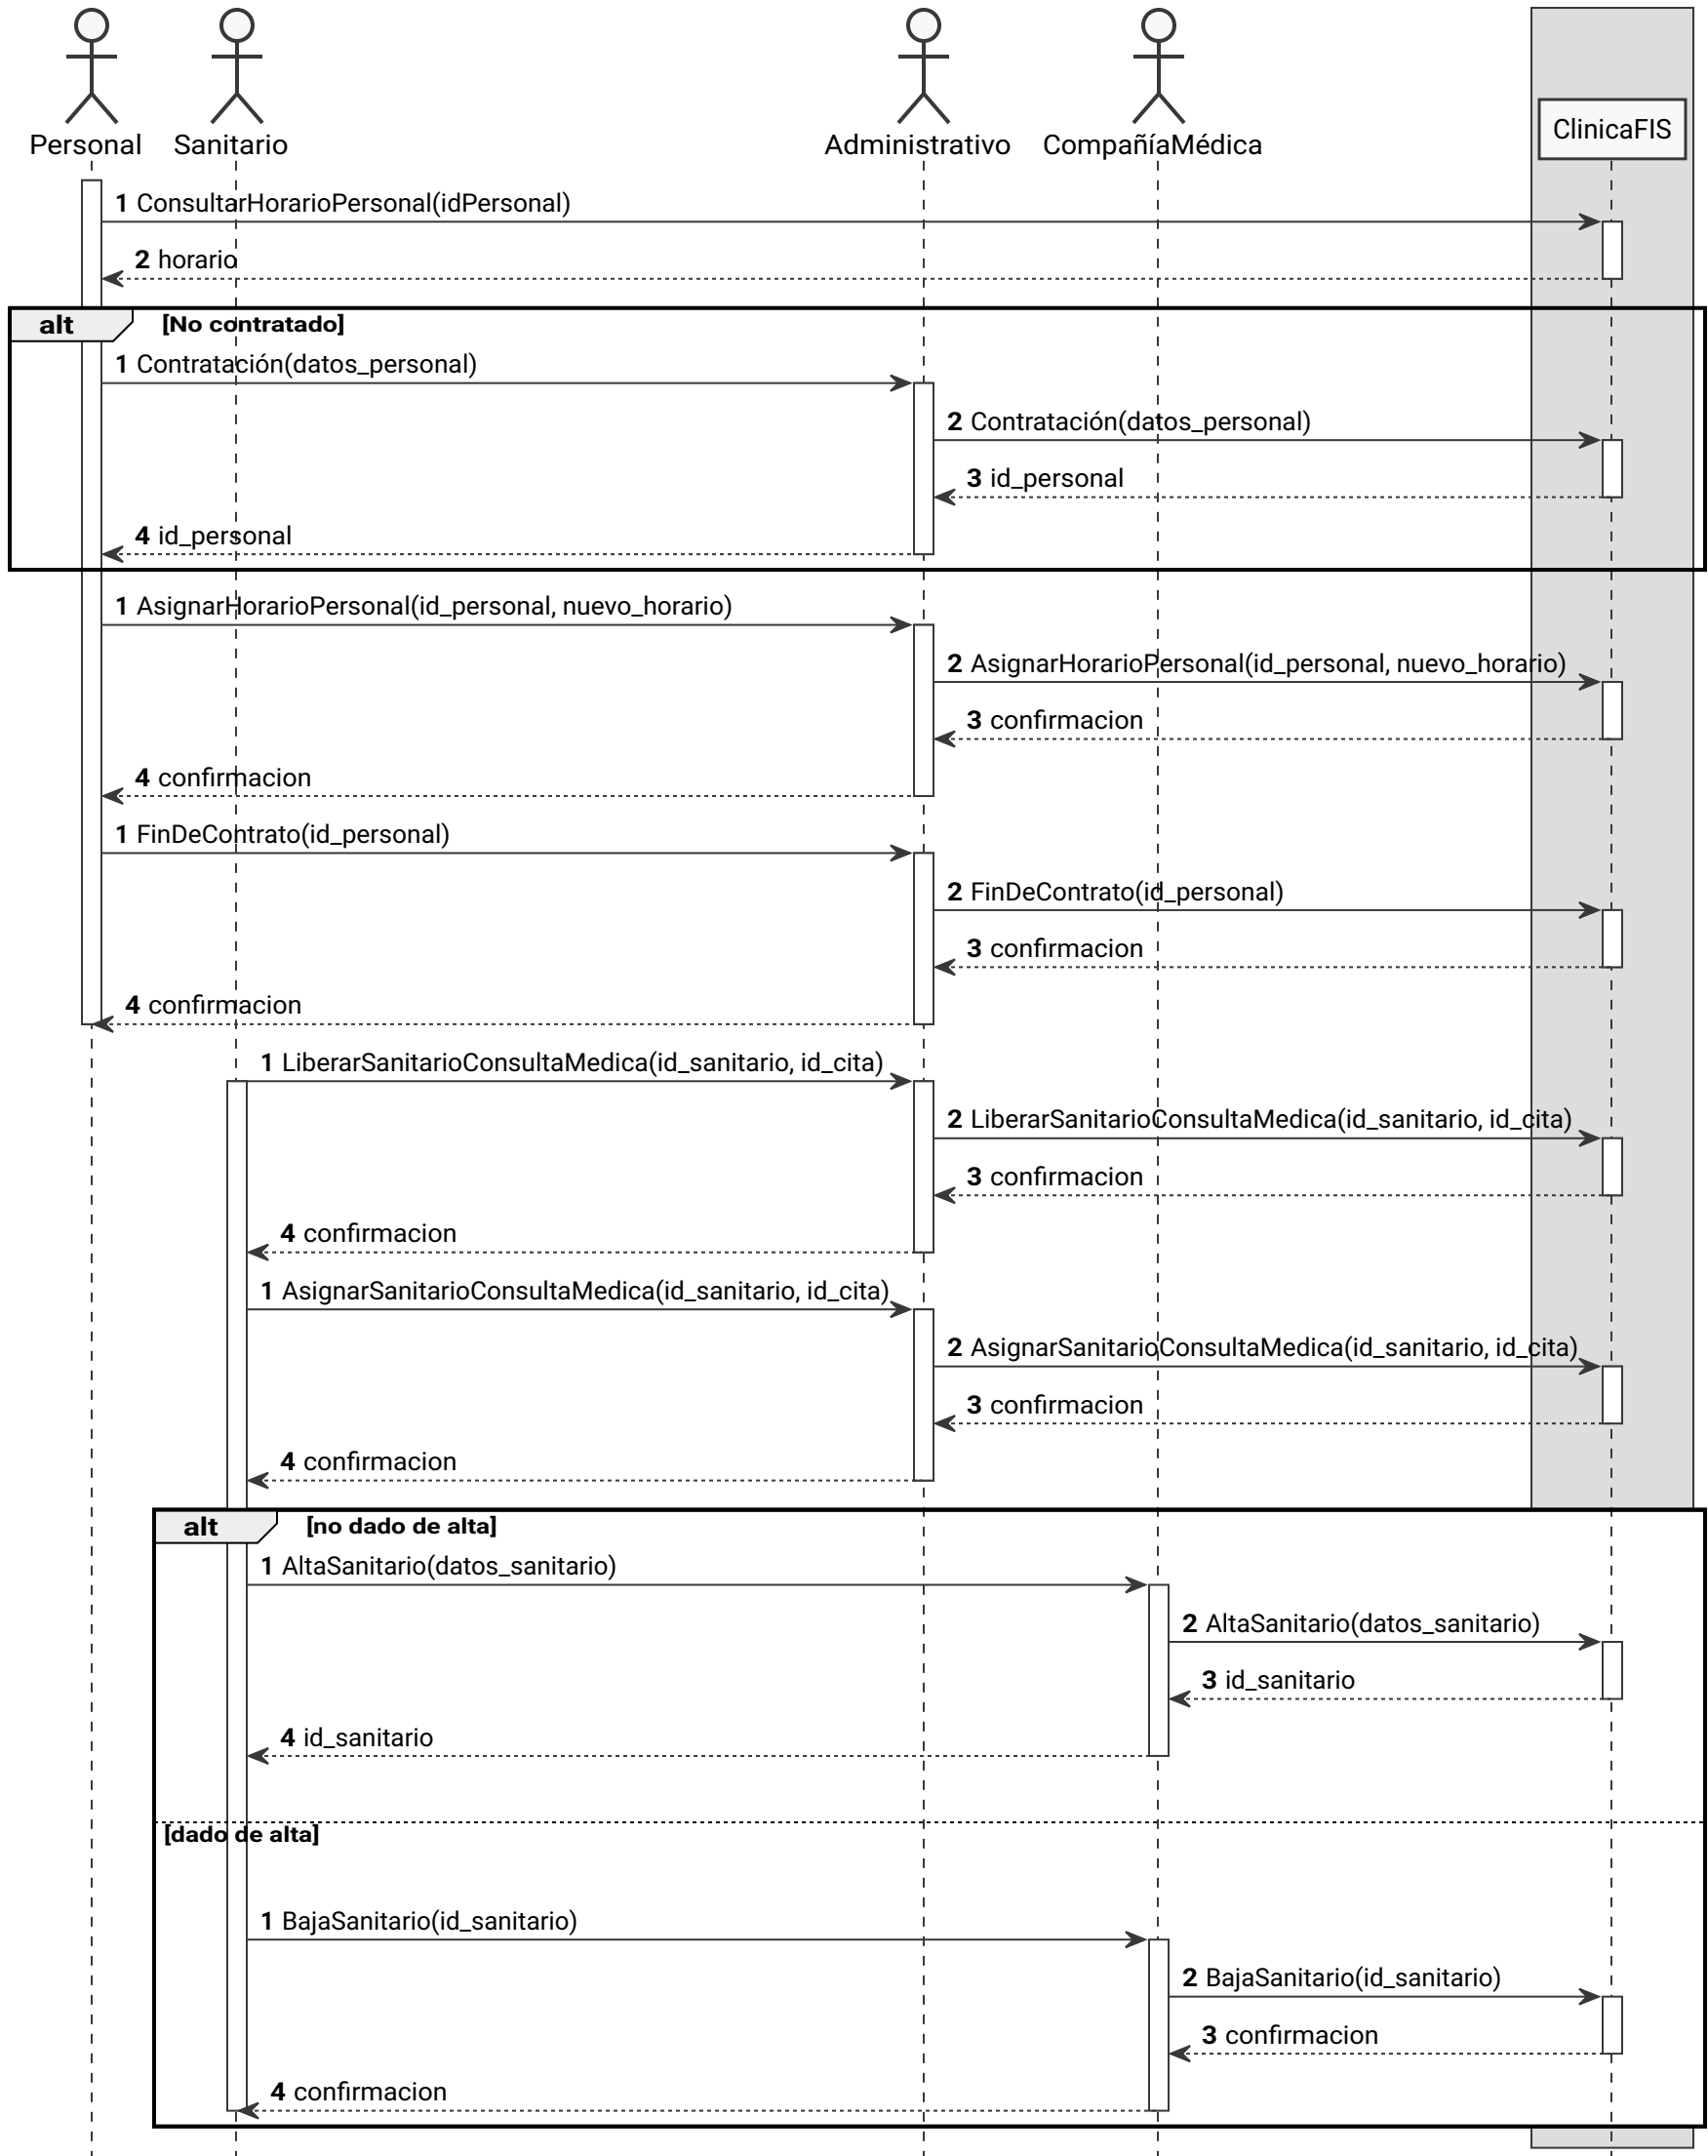 Personal
Sanitario
Administrativo
CompañíaMédica
ClinicaFIS
1 ConsultarHorarioPersonal(idPersonal)
2 horario
alt [No contratado]
1 Contratación(datos_personal)
2 Contratación(datos_personal)
3 id_personal
4 id_personal
1 AsignarHorarioPersonal(id_personal, nuevo_horario)
2 AsignarHorarioPersonal(id_personal, nuevo_horario)
3 confirmacion
4 confirmacion
1 FinDeContrato(id_personal)
2 FinDeContrato(id_personal)
3 confirmacion
4 confirmacion
1 LiberarSanitarioConsultaMedica(id_sanitario, id_cita)
2 LiberarSanitarioConsultaMedica(id_sanitario, id_cita)
3 confirmacion
4 confirmacion
1 AsignarSanitarioConsultaMedica(id_sanitario, id_cita)
2 AsignarSanitarioConsultaMedica(id_sanitario, id_cita)
3 confirmacion
4 confirmacion
alt [no dado de alta]
1 AltaSanitario(datos_sanitario)
2 AltaSanitario(datos_sanitario)
3 id_sanitario
4 id_sanitario
[dado de alta]
1 BajaSanitario(id_sanitario)
2 BajaSanitario(id_sanitario)
3 confirmacion
4 confirmacion